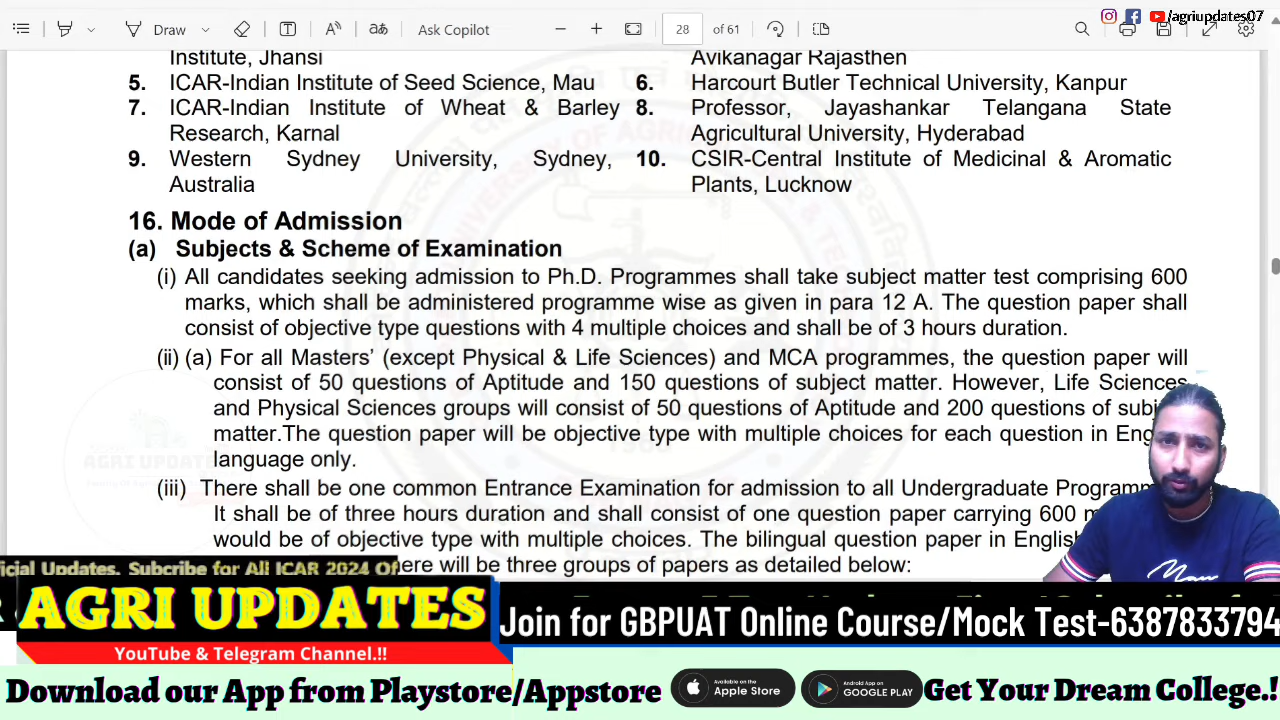 Draw
Ask Copilot
28 of 61
/agriupdates07
Institute, Jhansi
Avikanagar Rajasthen
5. ICAR-Indian Institute of Seed Science, Mau 6. Harcourt Butler Technical University, Kanpur
7. ICAR-Indian Institute of Wheat & Barley 8. Professor, Jayashankar Telangana State
Research, Karnal Agricultural University, Hyderabad
9. Western Sydney University, Sydney, 10. CSIR-Central Institute of Medicinal & Aromatic
Australia Plants, Lucknow
16. Mode of Admission
(a) Subjects & Scheme of Examination
(i) All candidates seeking admission to Ph.D. Programmes shall take subject matter test comprising 600
marks, which shall be administered programme wise as given in para 12 A. The question paper shall
consist of objective type questions with 4 multiple choices and shall be of 3 hours duration.
(ii) (a) For all Masters' (except Physical & Life Sciences) and MCA programmes, the question paper will
consist of 50 questions of Aptitude and 150 questions of subject matter. However, Life Sciences
and Physical Sciences groups will consist of 50 questions of Aptitude and 200 questions of
matter.The question paper will be objective type with multiple choices for each question in
language only.
(iii) There shall be one common Entrance Examination for admission to all Undergraduate
It shall be of three hours duration and shall consist of one question paper carrying 600
would be of objective type with multiple choices. The bilingual question paper in English
there will be three groups of papers as detailed below:
AGRI UPDATES
Updates. Subcribe for All ICAR 2024
AGRI UPDATES
YouTube & Telegram Channel.!!
Join for GBPUAT Online Course/Mock Test-6387833794
Download our App from Playstore/Appstore
Available on the
Apple Store
Android App on
GOOGLE PLAY
Get Your Dream College.!